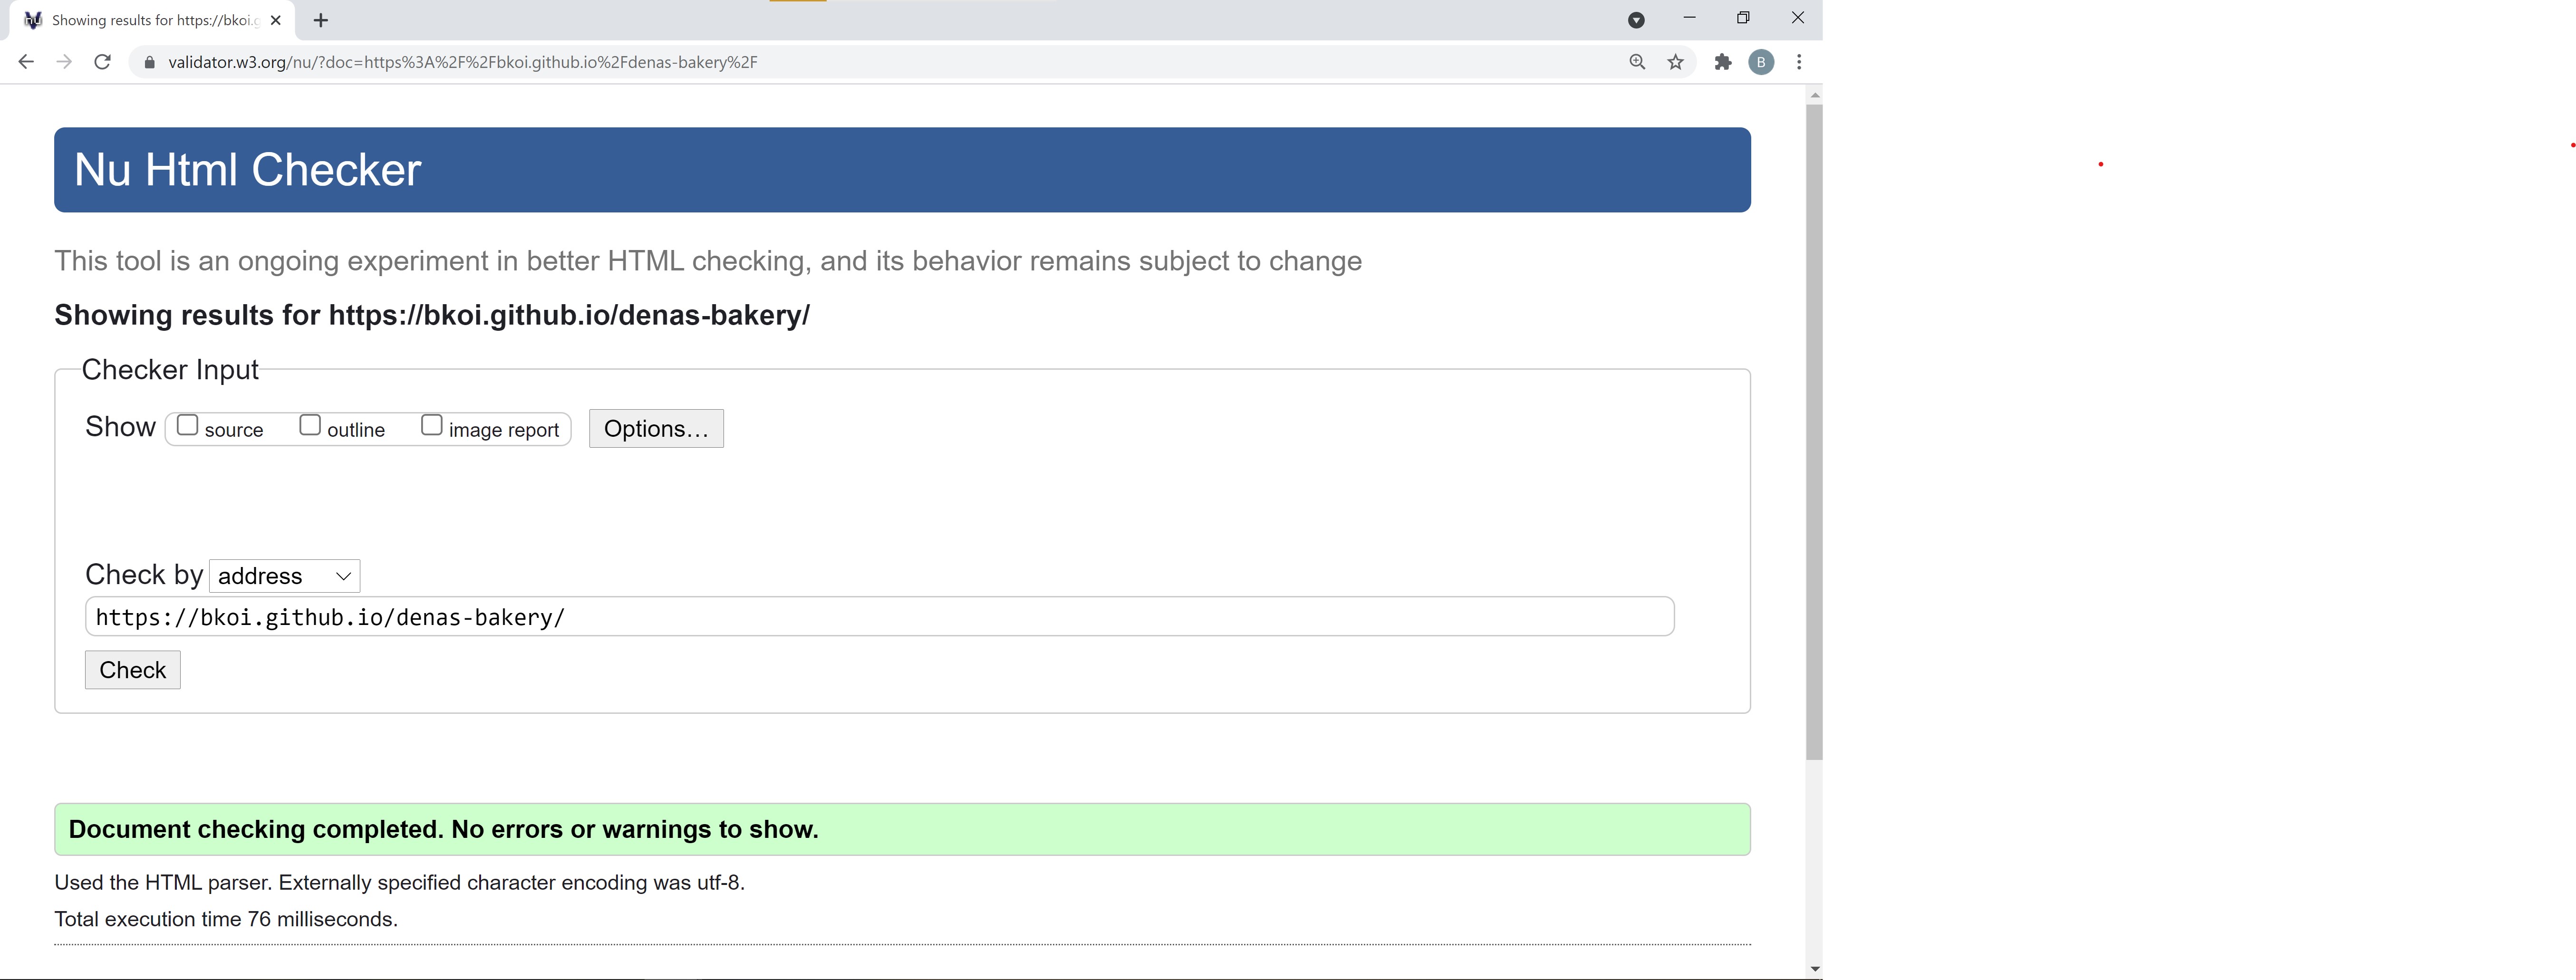 Showing results for https://bkoi.g
validator.w3.org/nu/?doc=https%3A%2F%2Fbkoi.github.io%2Fdenas-bakery%2F
B
Nu Html Checker
This tool is an ongoing experiment in better HTML checking, and its behavior remains subject to change
Showing results for https://bkoi.github.io/denas-bakery/
Checker Input
Show source outline image report Options…
Check by address
https://bkoi.github.io/denas-bakery/
Check
Document checking completed. No errors or warnings to show.
Used the HTML parser. Externally specified character encoding was utf-8.
Total execution time 76 milliseconds.